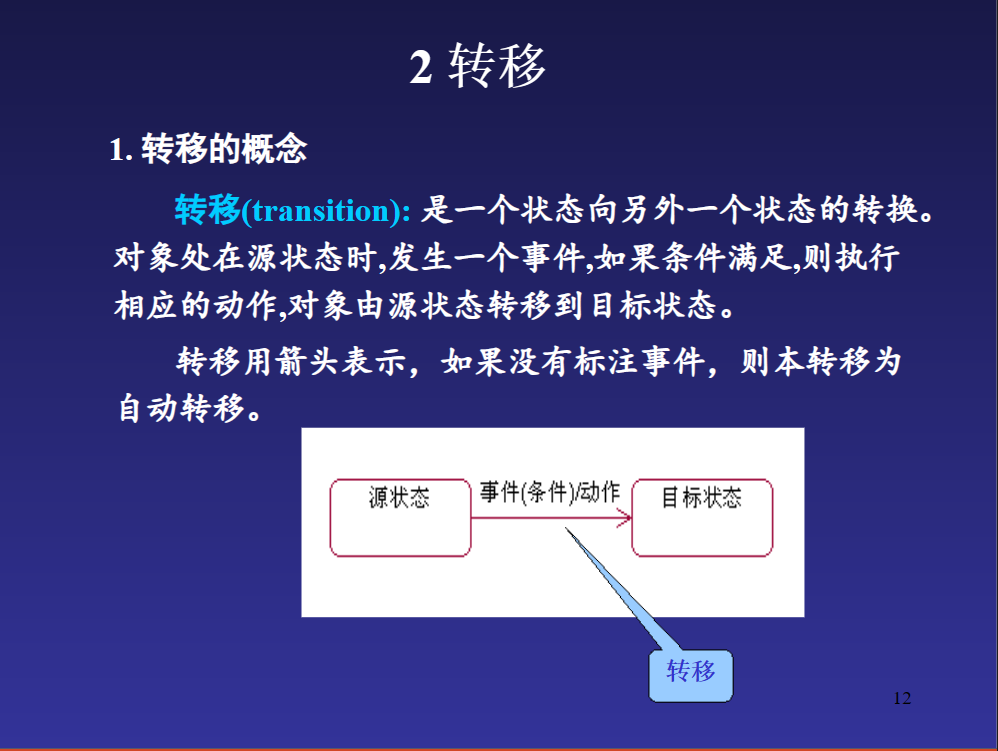 2 转移
1. 转移的概念
转移(transition): 是一个状态向另外一个状态的转换。
对象处在源状态时,发生一个事件,如果条件满足,则执行
相应的动作,对象由源状态转移到目标状态。
转移用箭头表示，如果没有标注事件，则本转移为
自动转移。
源状态
事件(条件)/动作
目标状态
转移
12